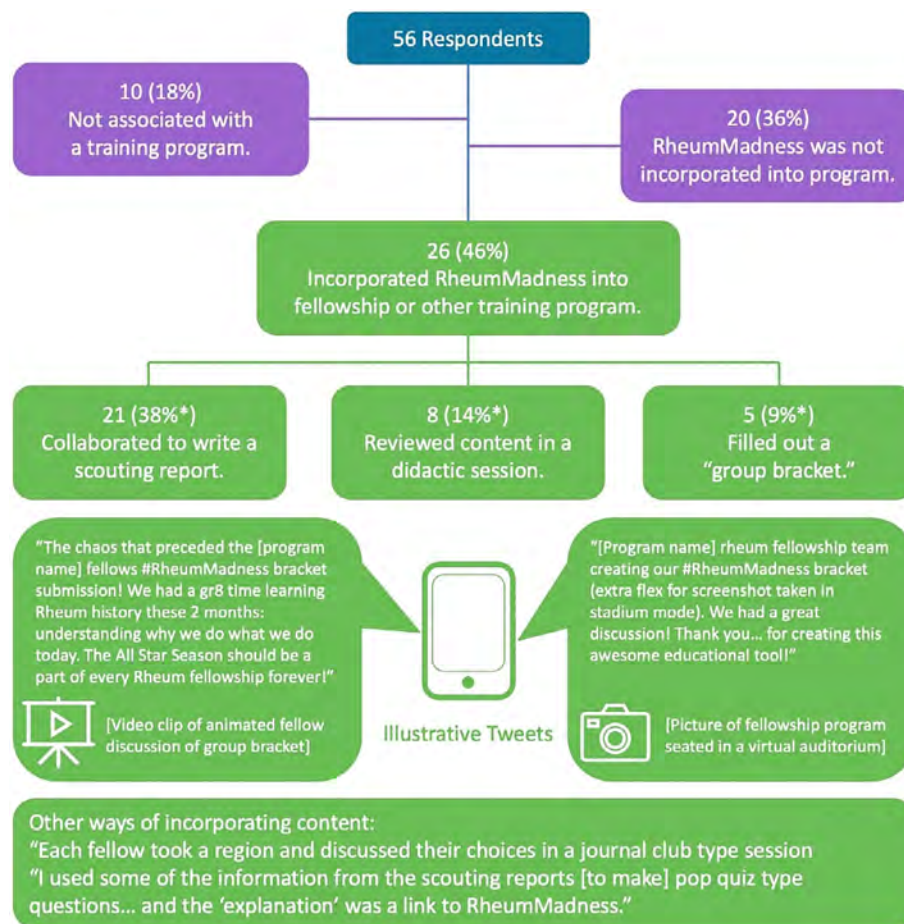 56 Respondents
10 (18%)
Not associated with
a training program.
20 (36%)
RheumMadness was not
incorporated into program.
26 (46%)
Incorporated RheumMadness into
fellowship or other training program.
21 (38%*)
Collaborated to write a
scouting report.
8 (14%*)
Reviewed content in a
didactic session.
5 (9%*)
Filled out a
“group bracket.”
“The chaos that preceded the [program
name] fellows #RheumMadness bracket
submission! We had a gr8 time learning
Rheum history these 2 months:
understanding why we do what we do
today. The All Star Season should be a
part of every Rheum fellowship forever!”
[Video clip of animated fellow
discussion of group bracket]
Illustrative Tweets
“[Program name] rheum fellowship team
creating our #RheumMadness bracket
(extra flex for screenshot taken in
stadium mode). We had a great
discussion! Thank you... for creating this
awesome educational tool!”
[Picture of fellowship program
seated in a virtual auditorium]
Other ways of incorporating content:
“Each fellow took a region and discussed their choices in a journal club type session
“I used some of the information from the scouting reports [to make] pop quiz type
questions... and the ‘explanation’ was a link to RheumMadness.”